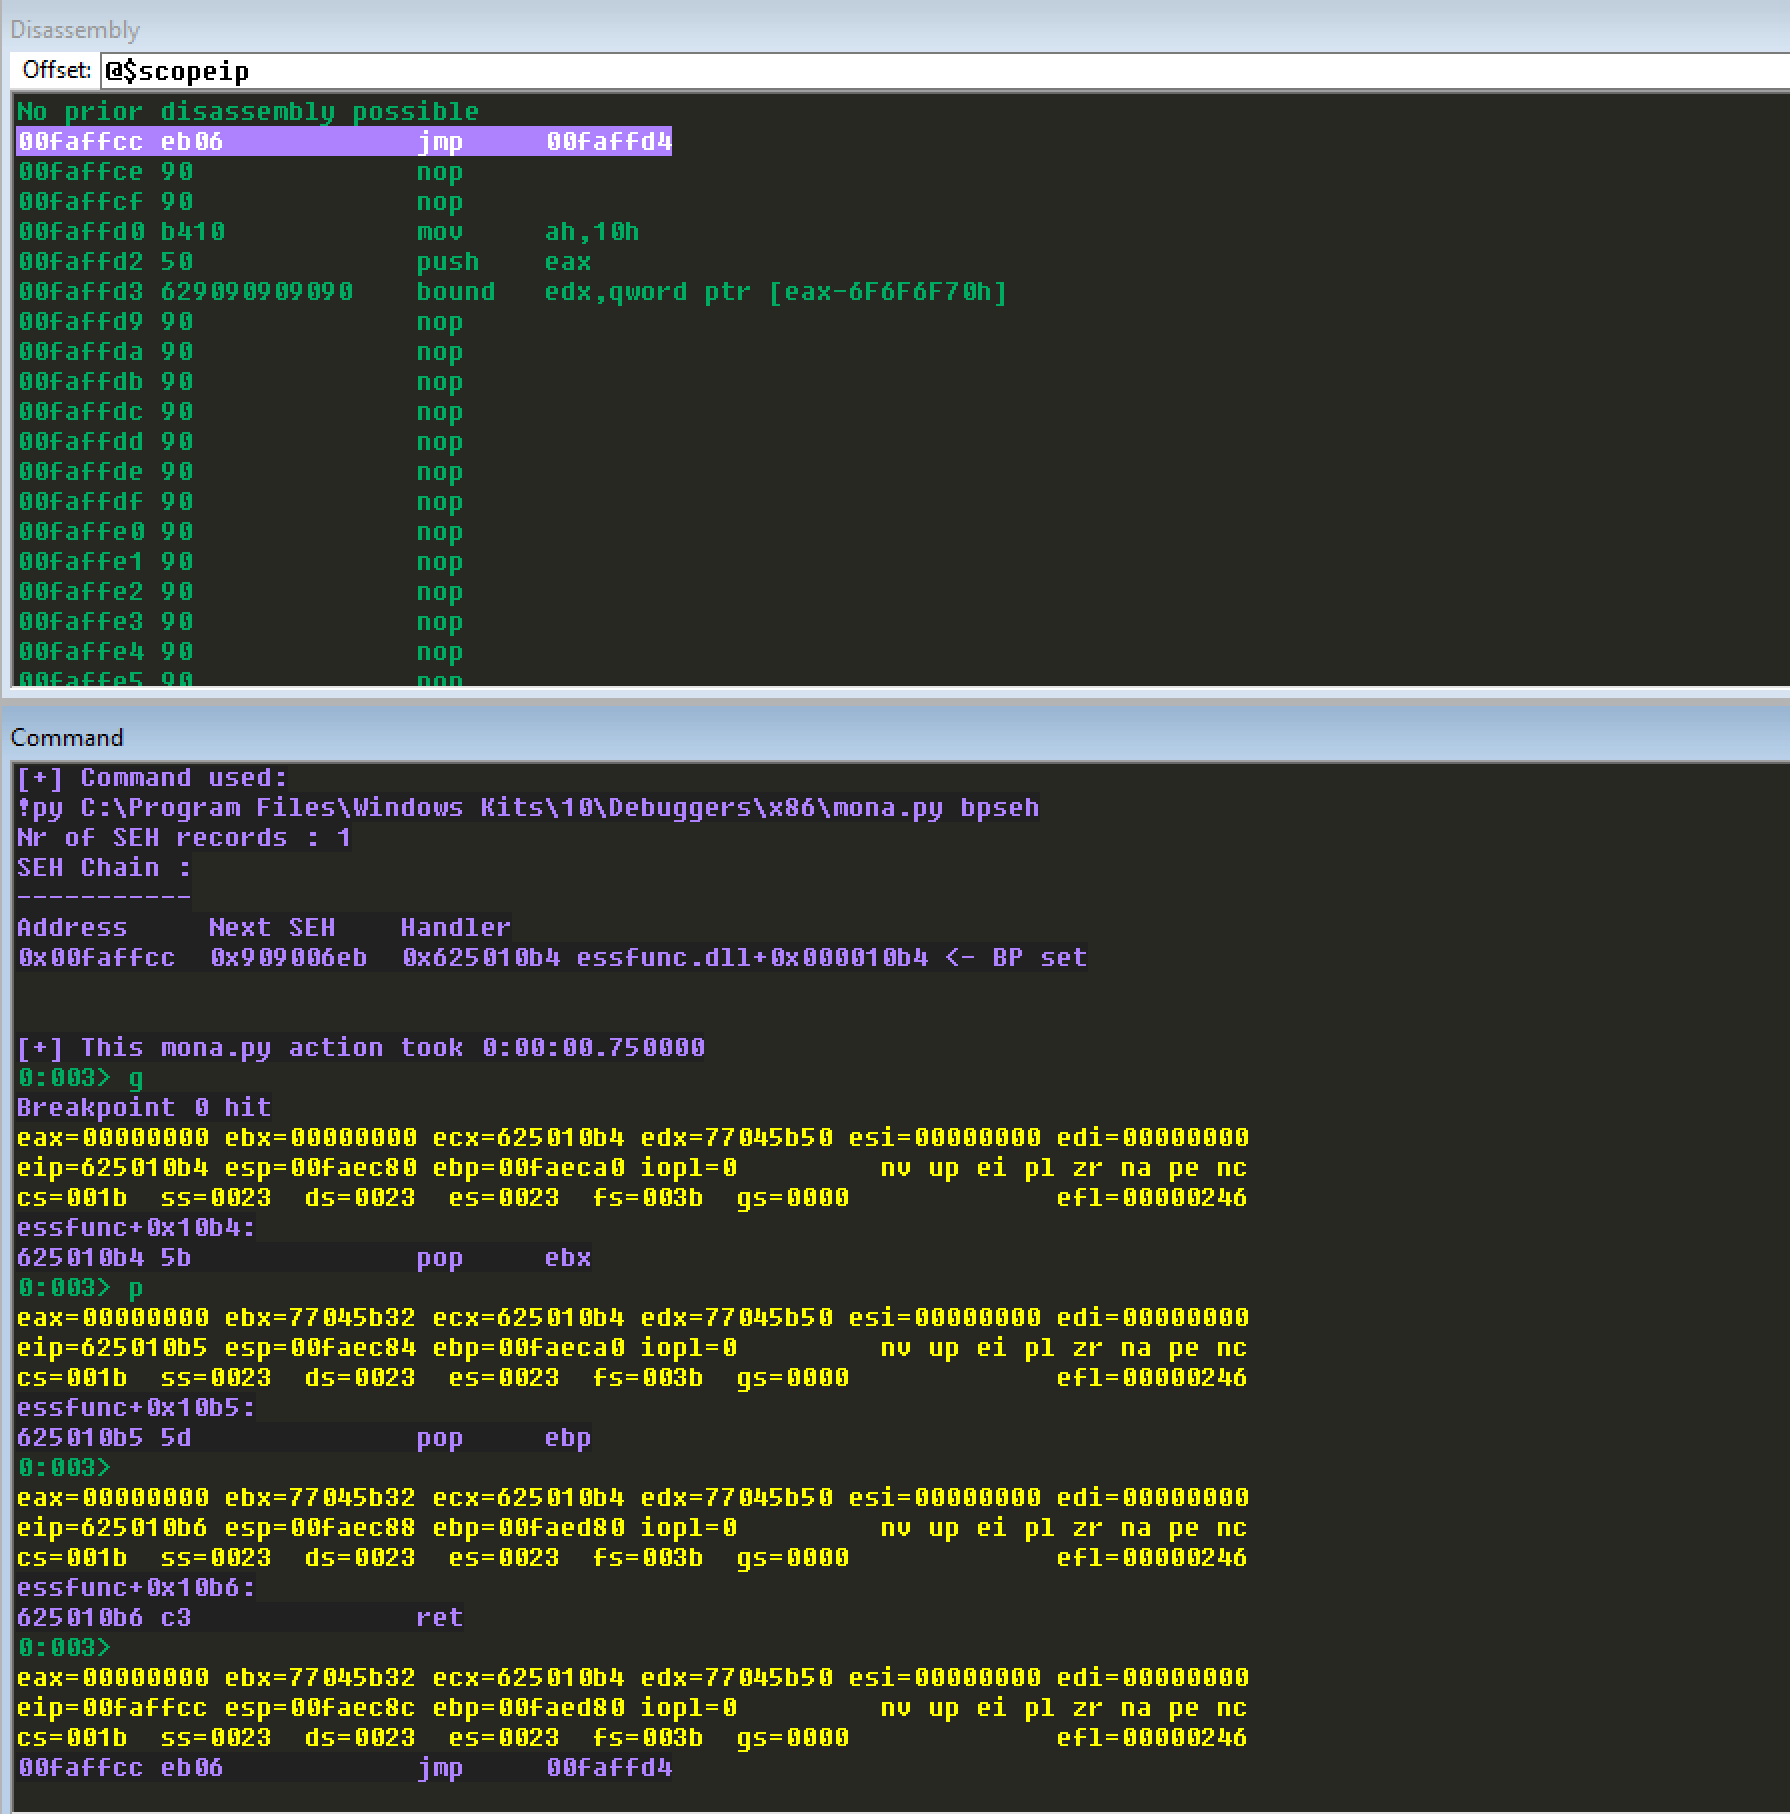 Disassembly
Offset: @$scopeip
No prior disassembly possible
00faffcc eb06 jmp 00faffd4
00faffce 90 nop
00faffcf 90 nop
00faffd0 b410 mov ah,10h
00faffd2 50 push eax
00faffd3 629090909090 bound edx,qword ptr [eax-6F6F6F70h]
00faffd9 90 nop
00faffda 90 nop
00faffdb 90 nop
00faffdc 90 nop
00faffdd 90 nop
00faffde 90 nop
00faffdf 90 nop
00faffe0 90 nop
00faffe1 90 nop
00faffe2 90 nop
00faffe3 90 nop
00faffe4 90 nop
00faffe5 90 nop
Command
[+] Command used:
!py C:\Program Files\Windows Kits\10\Debuggers\x86\mona.py bpseh
Nr of SEH records : 1
SEH Chain :
-----------
Address Next SEH Handler
0x00faffcc 0x909006eb 0x625010b4 essfunc.dll+0x000010b4 <- BP set
[+] This mona.py action took 0:00:00.750000
0:003> g
Breakpoint 0 hit
eax=00000000 ebx=00000000 ecx=625010b4 edx=77045b50 esi=00000000 edi=00000000
eip=625010b4 esp=00faec80 ebp=00faeca0 iopl=0 nv up ei pl zr na pe nc
cs=001b ss=0023 ds=0023 es=0023 fs=003b gs=0000 efl=00000246
essfunc+0x10b4:
625010b4 5b pop ebx
0:003> p
eax=00000000 ebx=77045b32 ecx=625010b4 edx=77045b50 esi=00000000 edi=00000000
eip=625010b5 esp=00faec84 ebp=00faeca0 iopl=0 nv up ei pl zr na pe nc
cs=001b ss=0023 ds=0023 es=0023 fs=003b gs=0000 efl=00000246
essfunc+0x10b5:
625010b5 5d pop ebp
0:003>
eax=00000000 ebx=77045b32 ecx=625010b4 edx=77045b50 esi=00000000 edi=00000000
eip=625010b6 esp=00faec88 ebp=00faed80 iopl=0 nv up ei pl zr na pe nc
cs=001b ss=0023 ds=0023 es=0023 fs=003b gs=0000 efl=00000246
essfunc+0x10b6:
625010b6 c3 ret
0:003>
eax=00000000 ebx=77045b32 ecx=625010b4 edx=77045b50 esi=00000000 edi=00000000
eip=00faffcc esp=00faec8c ebp=00faed80 iopl=0 nv up ei pl zr na pe nc
cs=001b ss=0023 ds=0023 es=0023 fs=003b gs=0000 efl=00000246
00faffcc eb06 jmp 00faffd4